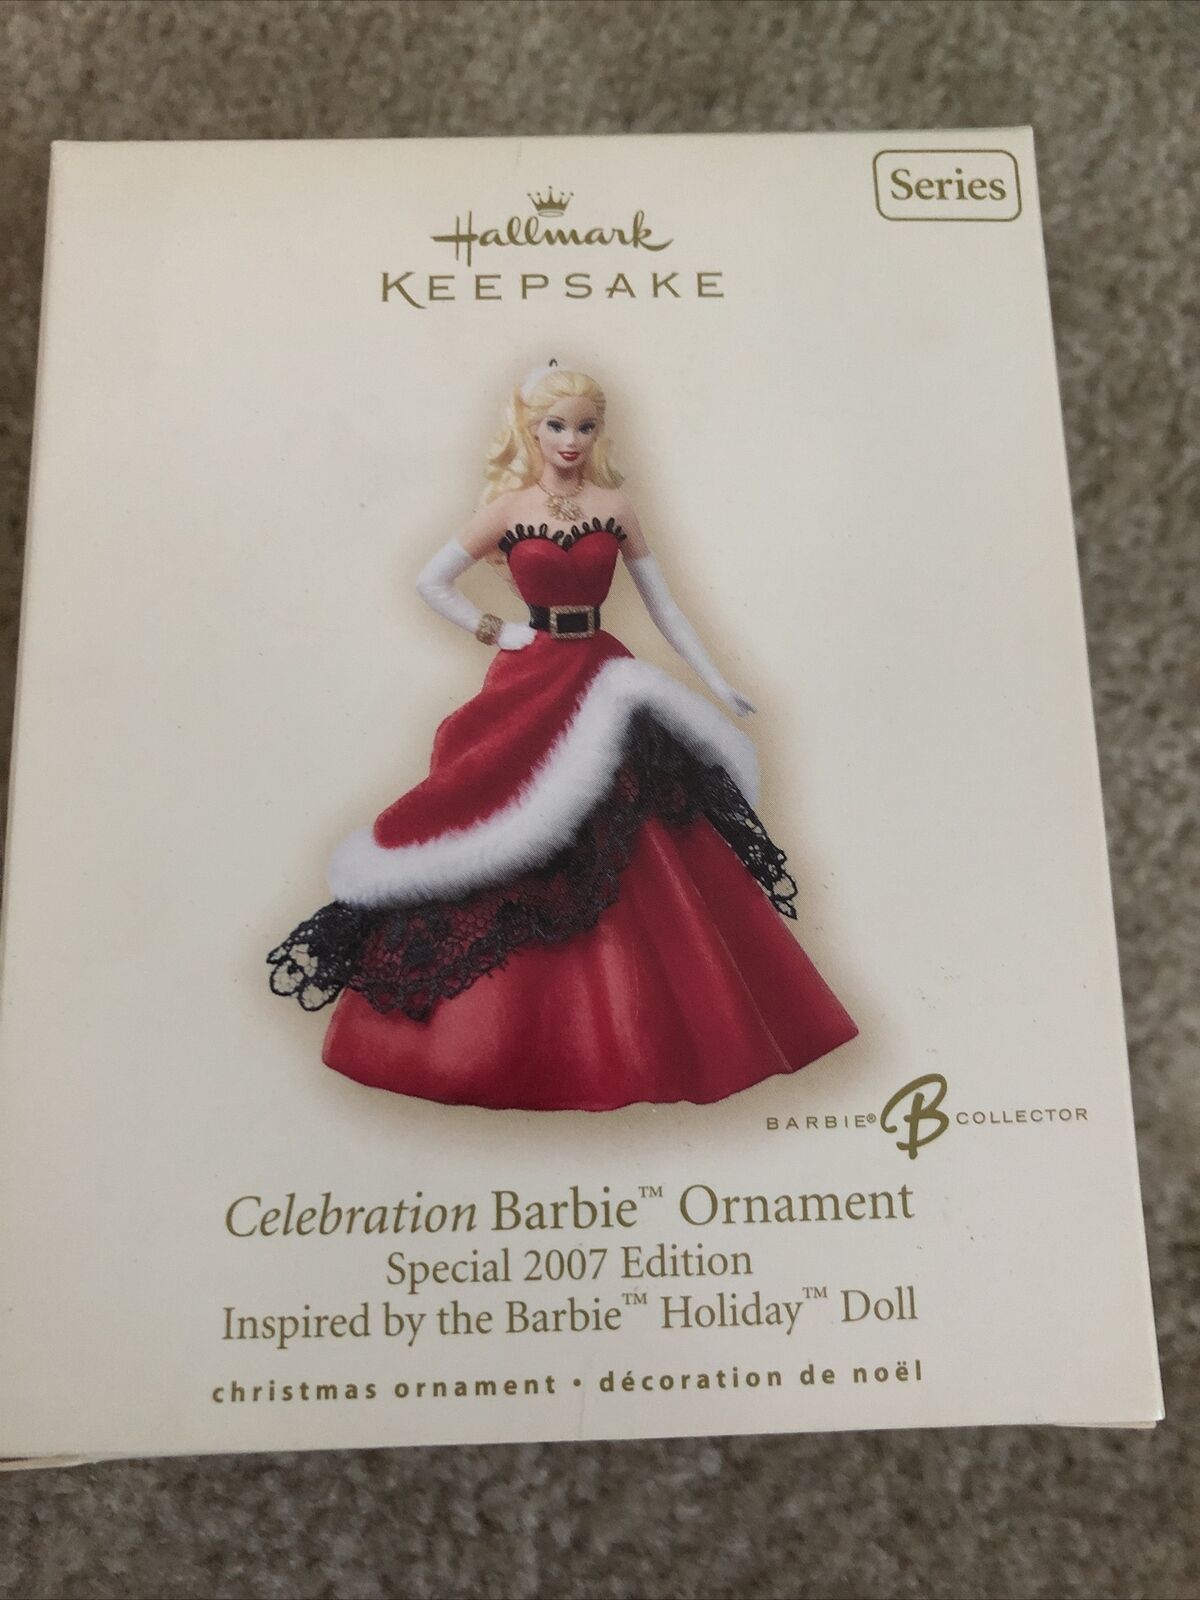 Series
Hallmark
KEEPSAKE
BARBIE® B COLLECTOR
Celebration Barbie™ Ornament
Special 2007 Edition
Inspired by the Barbie™ Holiday™ Doll
christmas ornament • décoration de noël